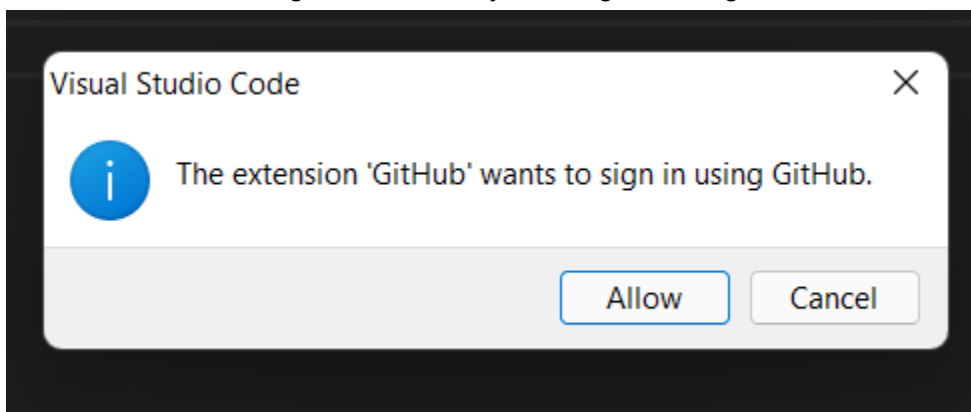 Visual Studio Code
The extension 'GitHub' wants to sign in using GitHub.
Allow
Cancel